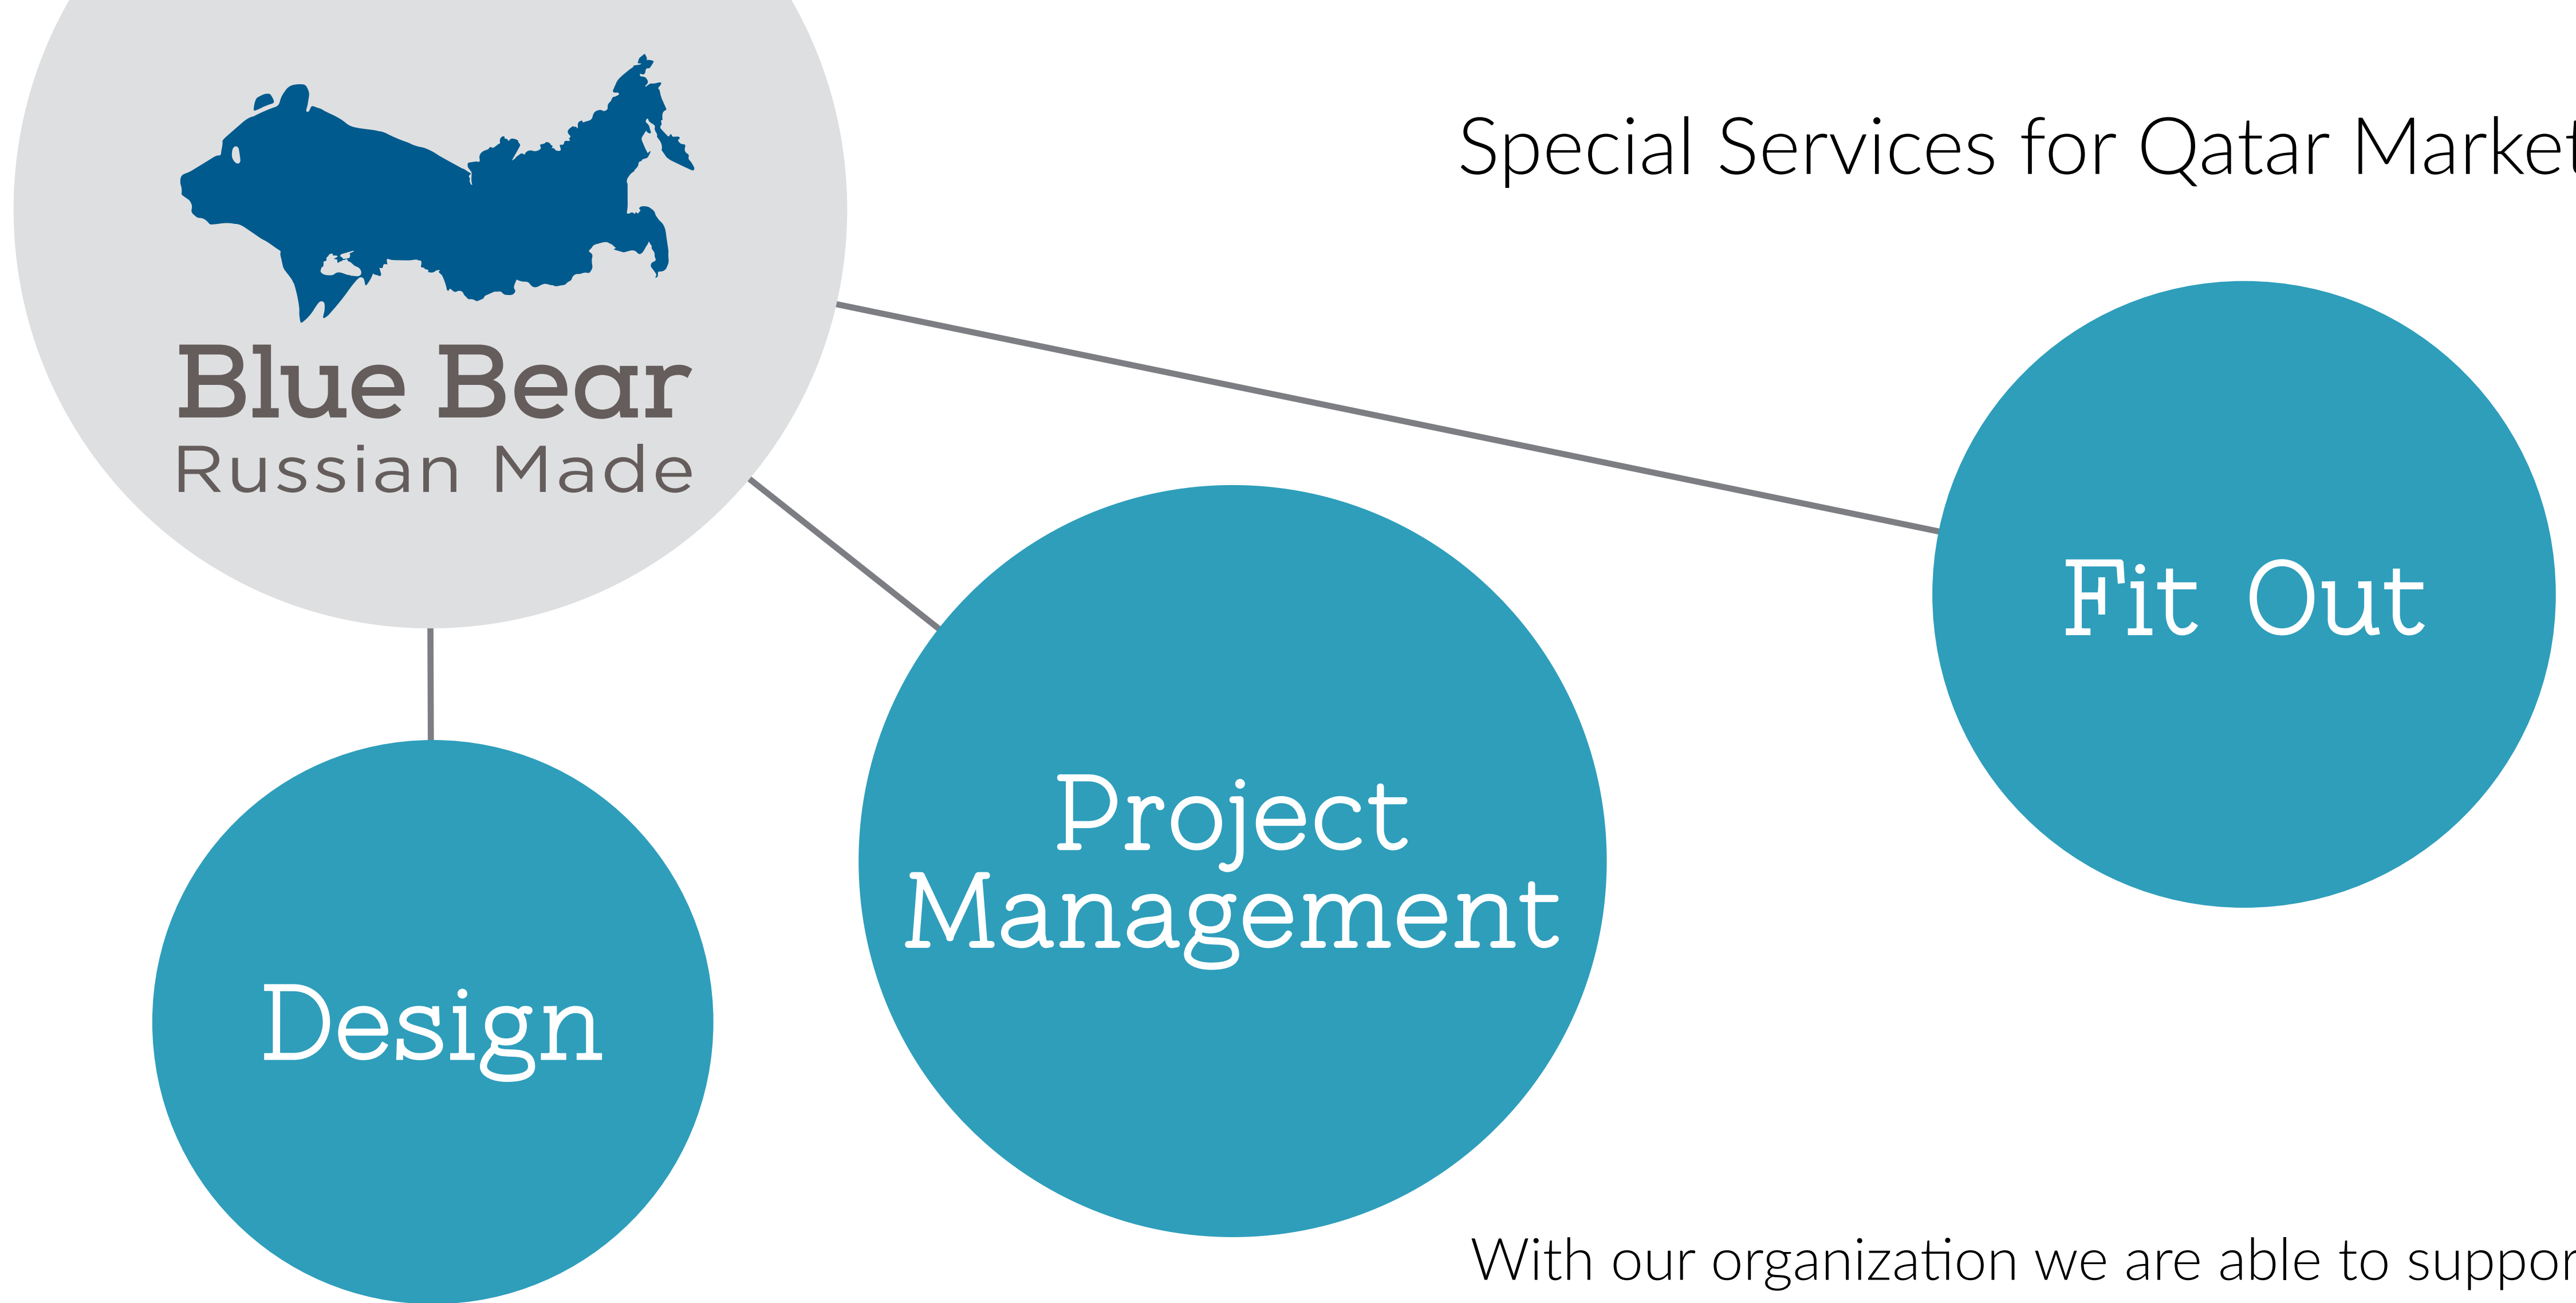 Special Services for Qatar Market
Blue Bear
Russian Made
Fit Out
Project
Management
Design
With our organization we are able to